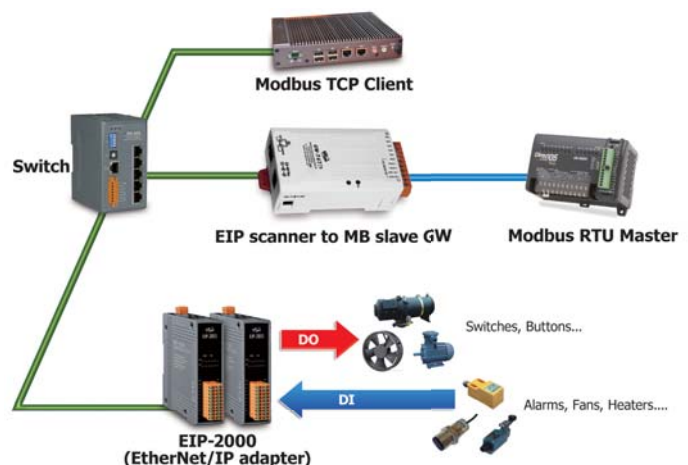 Modbus TCP Client
Switch
EIP scanner to MB slave GW
Modbus RTU Master
DO
Switches, Buttons...
DI
Alarms, Fans, Heaters....
EIP-2000
(EtherNet/IP adapter)